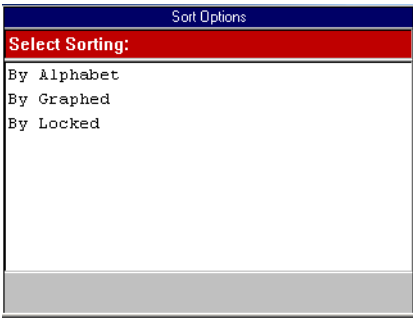 Sort Options
Select Sorting:
By Alphabet
By Graphed
By Locked